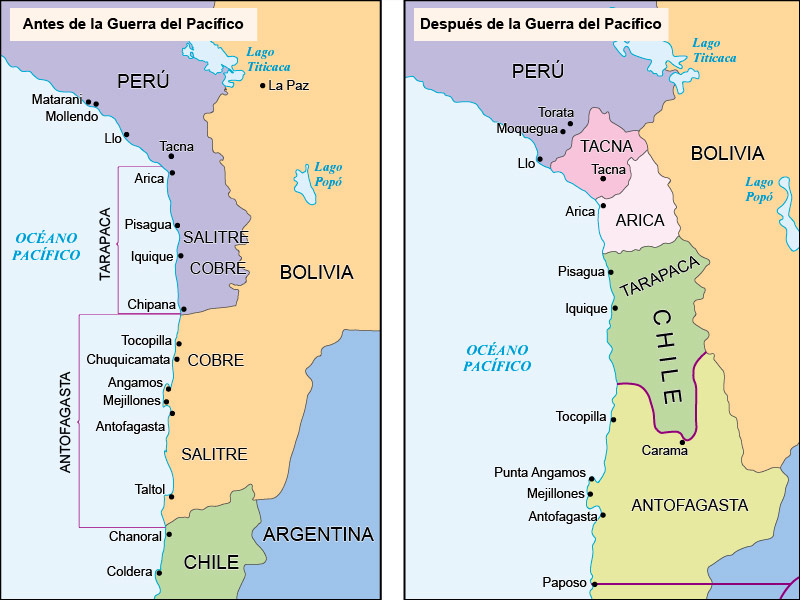 Antes de la Guerra del Pacífico
Lago
Titicaca
PERÚ
La Paz
Matarani
Mollendo
Llo
Tacna
Arica
Lago
Popó
TARAPACA
Pisagua
SALITRE
OCÉANO
PACÍFICO
Iquique
COBRE
BOLIVIA
Chipana
Tocopilla
Chuquicamata
COBRE
Angamos
Mejillones
ANTOFAGASTA
Antofagasta
SALITRE
Taltol
Chanoral
ARGENTINA
CHILE
Coldera
Después de la Guerra del Pacífico
Lago
Titicaca
PERÚ
Torata
Moquegua
TACNA
BOLIVIA
Llo
Tacna
Lago
Popó
Arica
ARICA
Pisagua
TARAPACA
Iquique
CHILE
OCÉANO
PACÍFICO
Tocopilla
Carama
Punta Angamos
Mejillones
ANTOFAGASTA
Antofagasta
Paposo